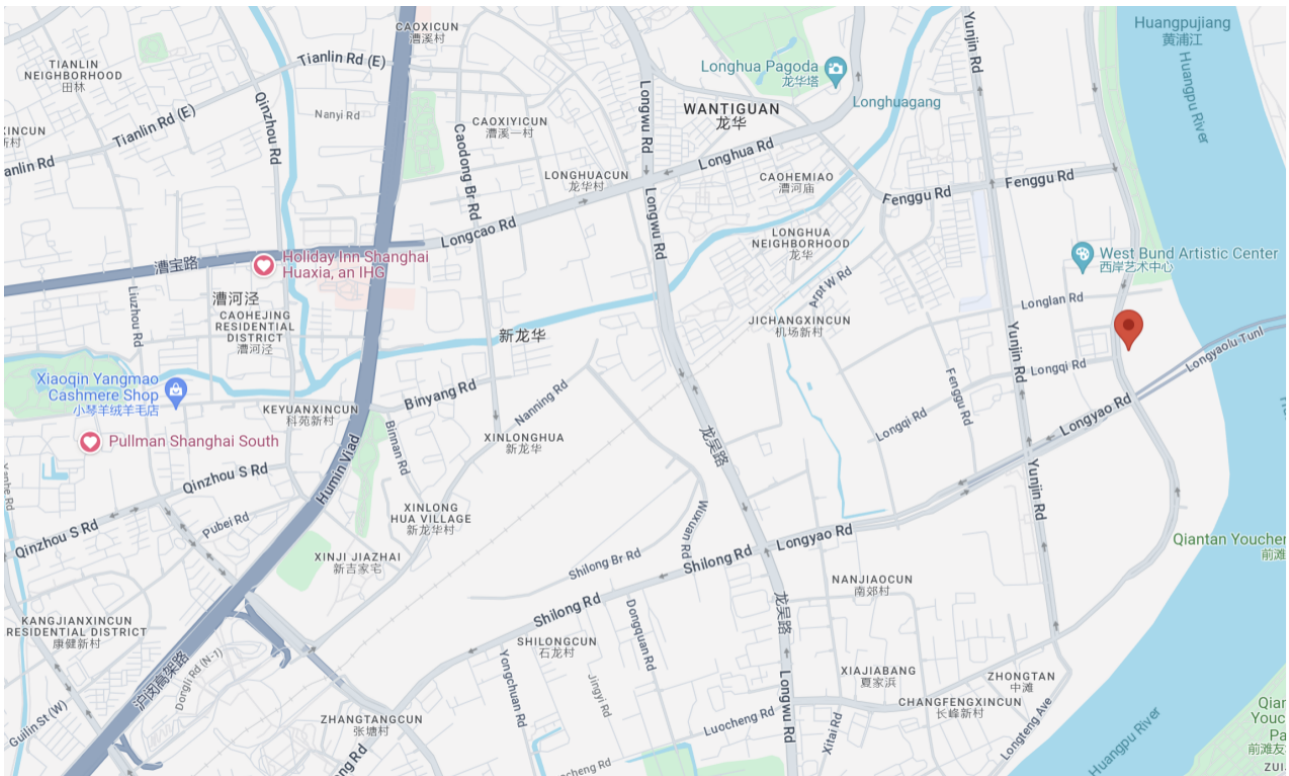 CAOXICUN
漕溪村
Huangpujiang
黄浦江
Yunjin Rd
TIANLIN
NEIGHBORHOOD
田林
Tianlin Rd (E)
Longhua Pagoda
龙华塔
Huangpu River
Qinzhou Rd
Nanyi Rd
Longwu Rd
WANTIGUAN
龙华
Longhuagang
Tianlin Rd (E)
CAOXIYICUN
漕溪一村
Caodong Br Rd
Longhua Rd
LONGHUACUN
龙华村
CAOHEMIAO
漕河庙
Fenggu Rd
Fenggu Rd
Longcao Rd
Longwu Rd
LONGHUA
NEIGHBORHOOD
龙华
漕宝路
Holiday Inn Shanghai
Huaxia, an IHG
West Bund Artistic Center
西岸艺术中心
Liuzhou Rd
漕河泾
CAOHEJING
RESIDENTIAL
DISTRICT
漕河泾
新龙华
Arpt W Rd
Longlan Rd
JICHANGXINCUN
机场新村
Yunjin Rd
Longyaolu Tunl
Longqi Rd
Xiaoqin Yangmao
Cashmere Shop
小琴羊绒羊毛店
Binyang Rd
Nanning Rd
Fenggu Rd
Longqi Rd
Longyao Rd
KEYUANXINCUN
科苑新村
Pullman Shanghai South
Binnan Rd
XINLONGHUA
新龙华
龙吴路
Humin Viad
Qinzhou S Rd
Yunjin Rd
XINLONG
HUA VILLAGE
新龙华村
Wuxuan Rd
Pubei Rd
Qinzhou S Rd
Longyao Rd
XINJI JIAZHAI
新吉家宅
Shilong Br Rd
Shilong Rd
NANJIAOCUN
南郊村
Shilong Rd
Dongquan Rd
龙吴路
KANGJIANXINCUN
RESIDENTIAL DISTRICT
康健新村
SHILONGCUN
石龙村
沪闵高架路
Dongli Rd (N-1)
Yongchuan Rd
Jingyi Rd
XIAJIABANG
夏家浜
ZHONGTAN
中滩
Longwu Rd
CHANGFENGXINCUN
长峰新村
Guilin St (W)
ZHANGTANGCUN
张塘村
Luocheng Rd
Xitai Rd
Longteng Ave
Huangpu River